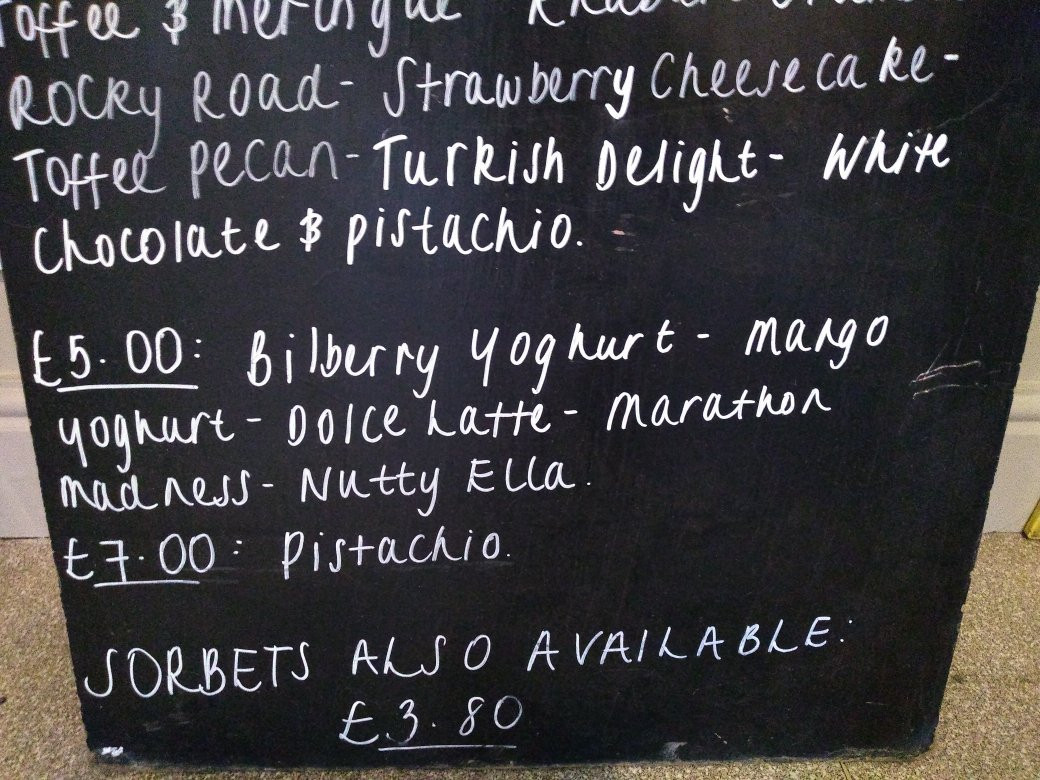 Toffee & Meringue
Rocky Road- Strawberry Cheesecake-
Toffee Pecan- Turkish Delight- White
Chocolate & Pistachio.
£5.00: Bilberry Yoghurt- Mango
yoghurt- Dolce Latte- Marathon
madness- Nutty Ella.
£7.00: Pistachio.
SORBETS ALSO AVAILABLE:
£3.80